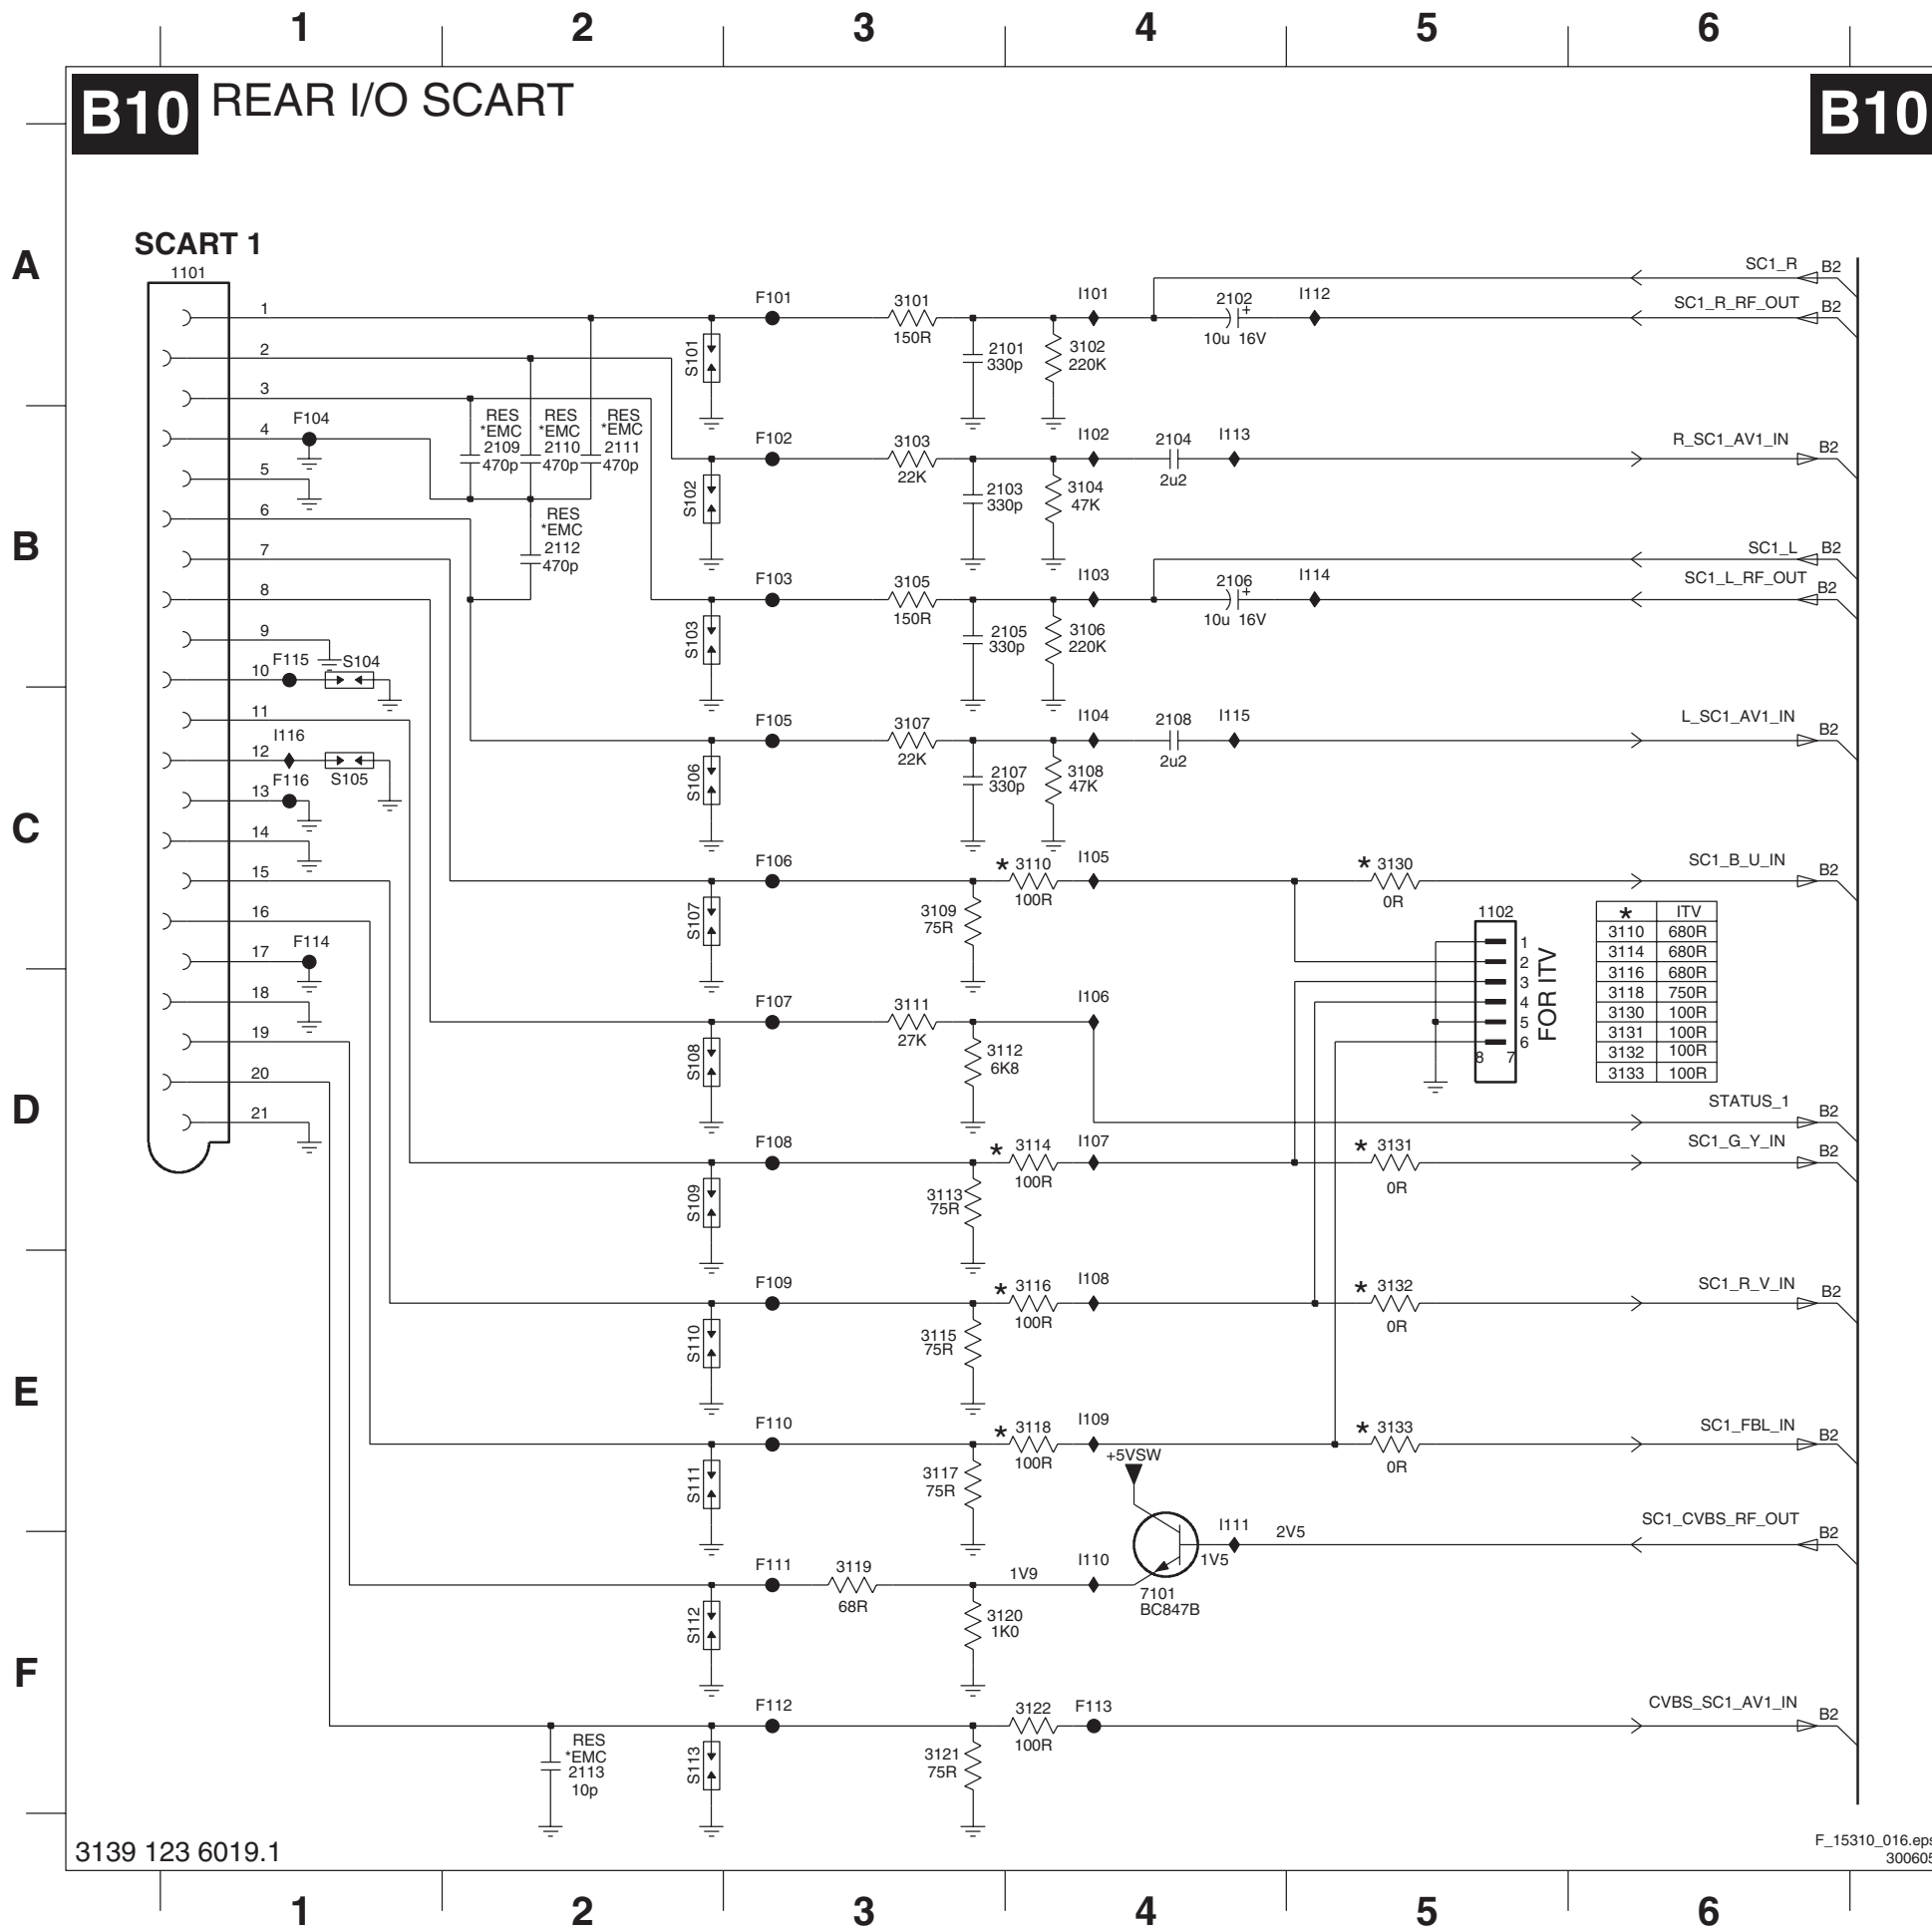 1 2 3 4 5 6
B10 REAR I/O SCART B10
A
SCART 1
1101
1
2
3
4
5
6
7
8
9
10
11
12
13
14
15
16
17
18
19
20
21
F101 3101 150R 2101 330p 3102 220K I101 2102 10u 16V + I112
SC1_R B2
SC1_R_RF_OUT B2
S101
F104
RES *EMC 2109 470p
RES *EMC 2110 470p
RES *EMC 2111 470p
RES *EMC 2112 470p
F102 3103 22K 2103 330p 3104 47K I102 2104 2u2 I113
R_SC1_AV1_IN B2
S102
B
F103 3105 150R 2105 330p 3106 220K I103 2106 10u 16V + I114
SC1_L B2
SC1_L_RF_OUT B2
S103
F115 S104
I116 S105
F116
F105 3107 22K 2107 330p 3108 47K I104 2108 2u2 I115
L_SC1_AV1_IN B2
S106
C
F106 3109 75R * 3110 100R I105 * 3130 0R
SC1_B_U_IN B2
S107
F114
1102
1
2
3
4
5
6
8 7
FOR ITV
* ITV
3110 680R
3114 680R
3116 680R
3118 750R
3130 100R
3131 100R
3132 100R
3133 100R
F107 3111 27K 3112 6K8 I106
STATUS_1 B2
S108
D
F108 3113 75R * 3114 100R I107 * 3131 0R
SC1_G_Y_IN B2
S109
F109 3115 75R * 3116 100R I108 * 3132 0R
SC1_R_V_IN B2
S110
E
F110 3117 75R * 3118 100R I109 * 3133 0R
SC1_FBL_IN B2
S111
+5VSW
I111 2V5
1V5
SC1_CVBS_RF_OUT B2
F111 3119 68R 3120 1K0 1V9 I110
7101
BC847B
S112
F
F112 3121 75R 3122 100R F113
CVBS_SC1_AV1_IN B2
RES *EMC 2113 10p
S113
3139 123 6019.1
F_15310_016.eps
300605
1 2 3 4 5 6